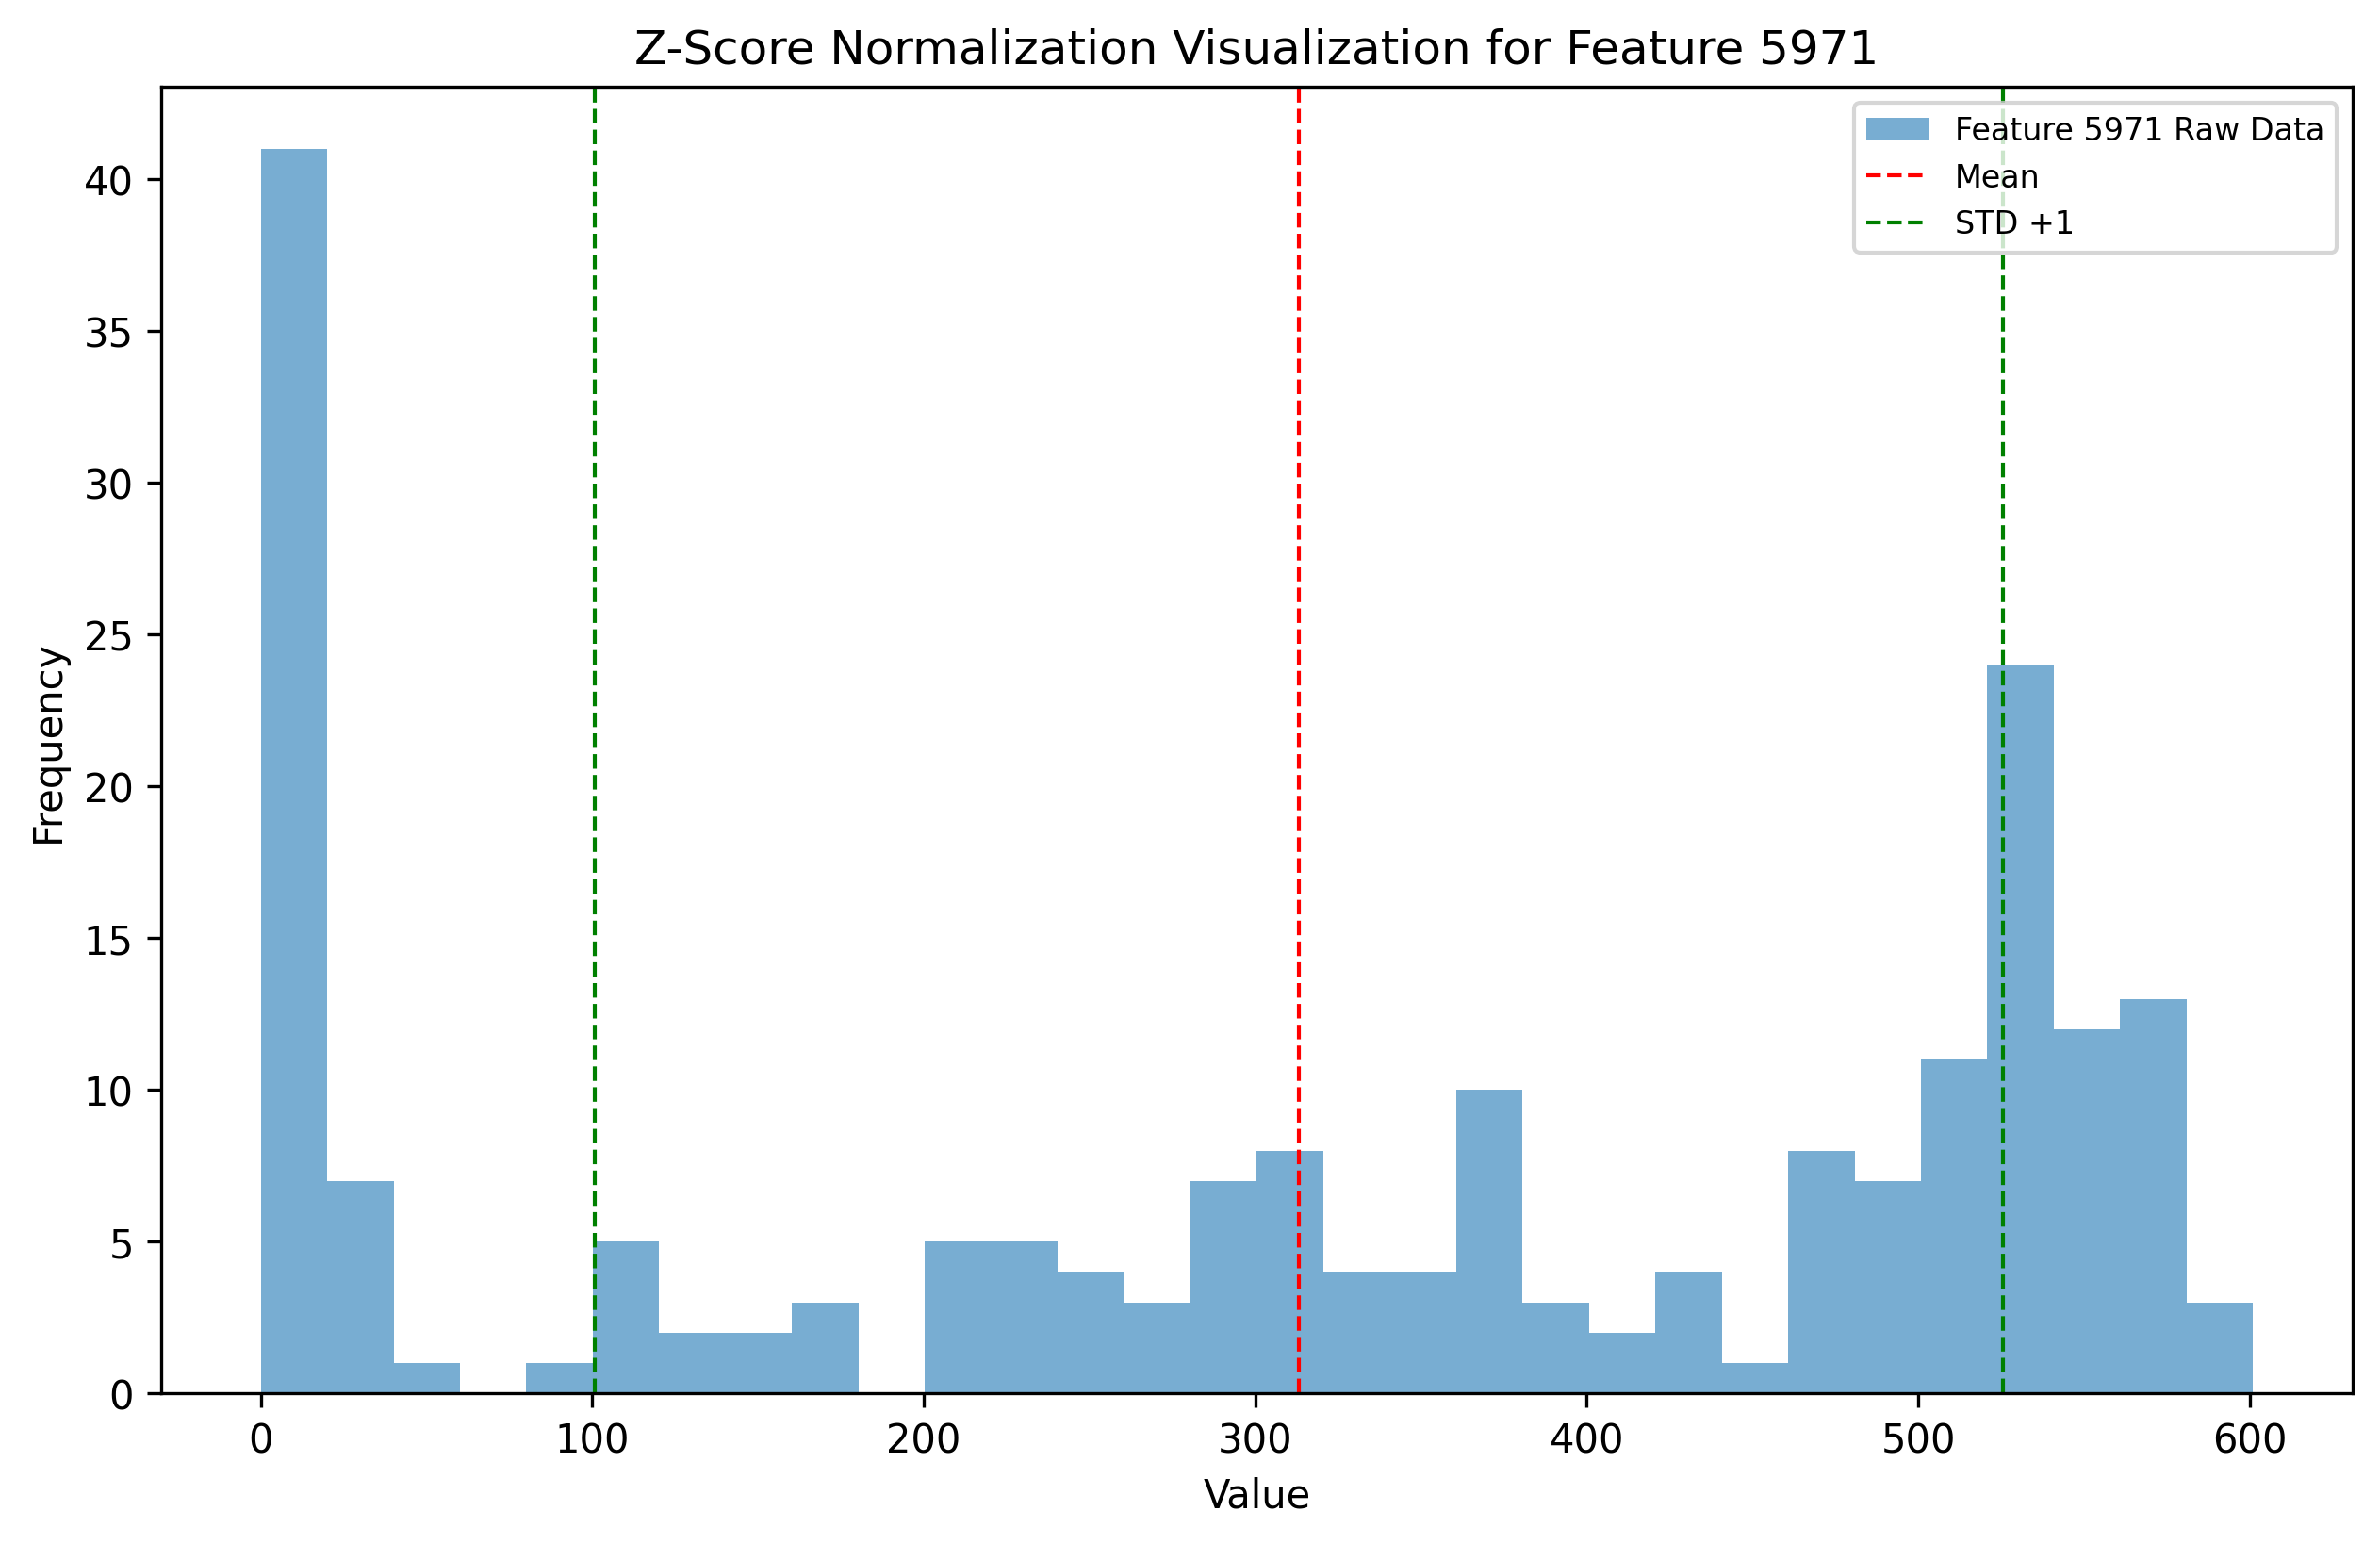 Z-Score Normalization Visualization for Feature 5971
Feature 5971 Raw Data
Mean
STD +1
40
35
30
25
20
15
10
5
0
Frequency
0 100 200 300 400 500 600
Value